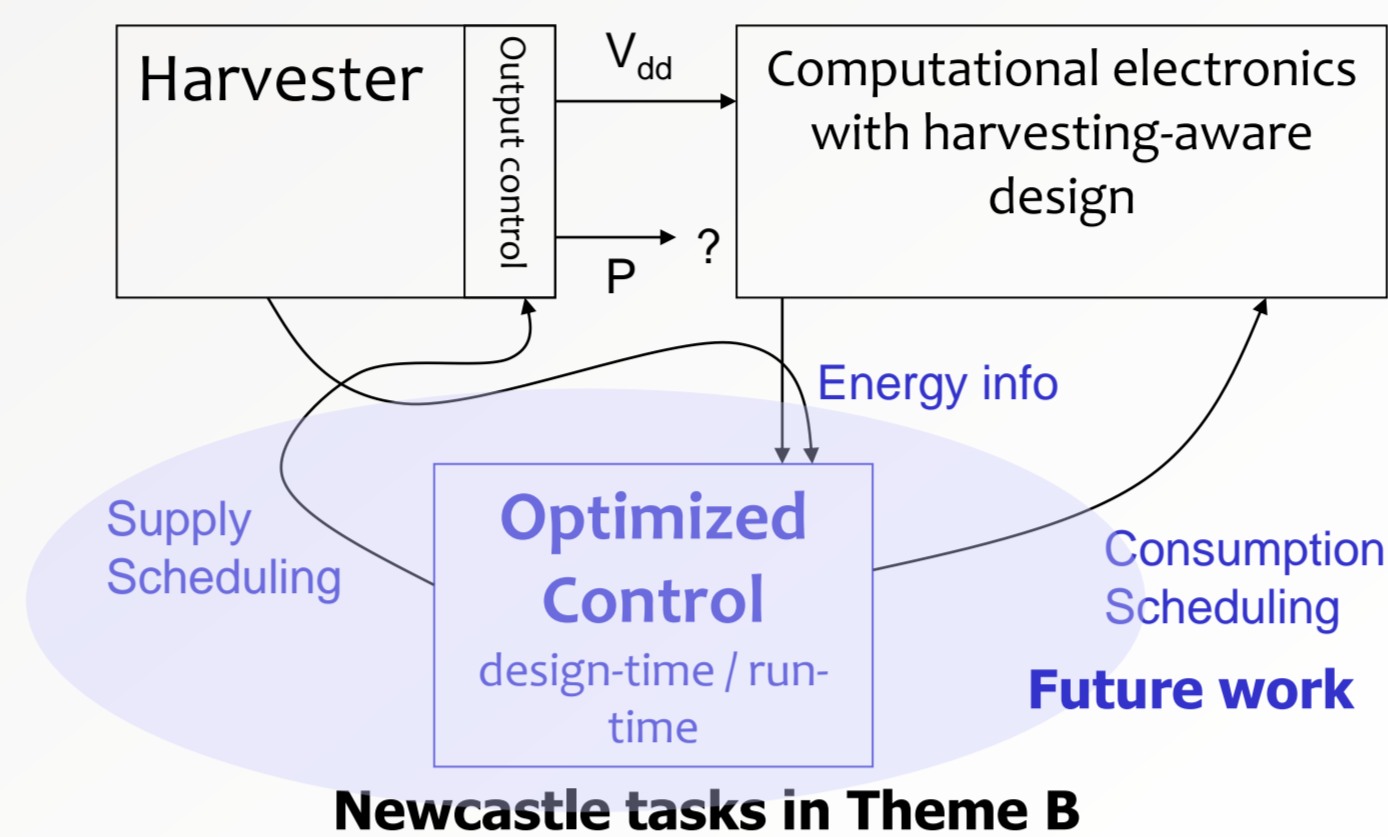 Harvester
Output control
V_dd
P
?
Computational electronics
with harvesting-aware
design
Energy info
Supply
Scheduling
Optimized
Control
design-time / run-
time
Consumption
Scheduling
Future work
Newcastle tasks in Theme B